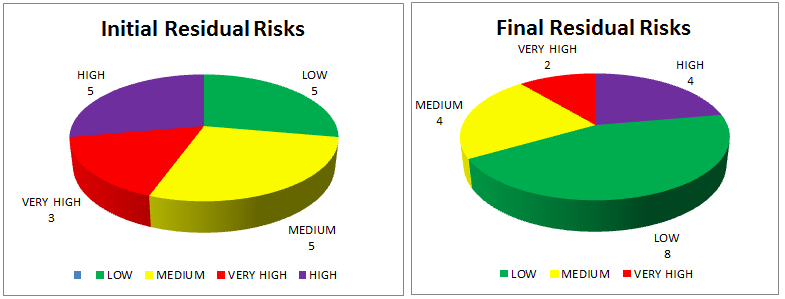 Initial Residual Risks
HIGH
5
LOW
5
VERY HIGH
3
MEDIUM
5
LOW MEDIUM VERY HIGH HIGH
Final Residual Risks
VERY HIGH
2
HIGH
4
MEDIUM
4
LOW
8
LOW MEDIUM VERY HIGH